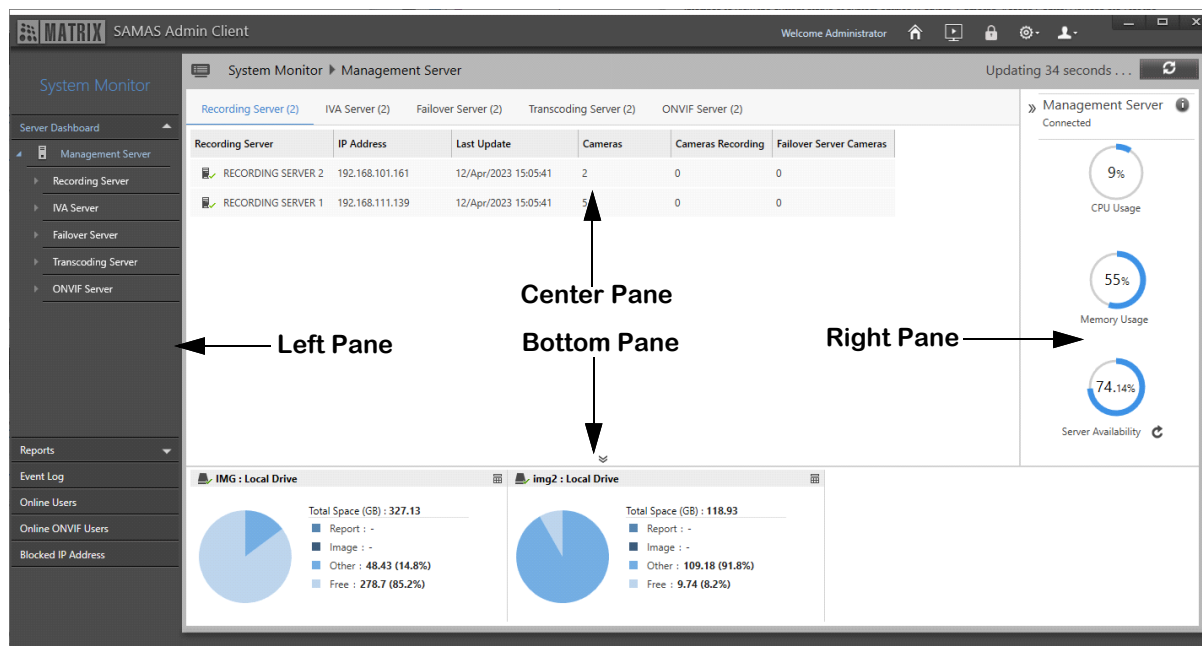 MATRIX SAMAS Admin Client
Welcome Administrator
System Monitor
Server Dashboard
Management Server
Recording Server
IVA Server
Failover Server
Transcoding Server
ONVIF Server
Reports
Event Log
Online Users
Online ONVIF Users
Blocked IP Address
System Monitor Management Server
Updating 34 seconds . . .
Recording Server (2) IVA Server (2) Failover Server (2) Transcoding Server (2) ONVIF Server (2)
Recording Server IP Address Last Update Cameras Cameras Recording Failover Server Cameras
RECORDING SERVER 2 192.168.101.161 12/Apr/2023 15:05:41 2 0 0
RECORDING SERVER 1 192.168.111.139 12/Apr/2023 15:05:41 5 0 0
Center Pane
Left Pane
Bottom Pane
Right Pane
Management Server
Connected
9%
CPU Usage
55%
Memory Usage
74.14%
Server Availability
IMG : Local Drive
Total Space (GB) : 327.13
Report : -
Image : -
Other : 48.43 (14.8%)
Free : 278.7 (85.2%)
img2 : Local Drive
Total Space (GB) : 118.93
Report : -
Image : -
Other : 109.18 (91.8%)
Free : 9.74 (8.2%)